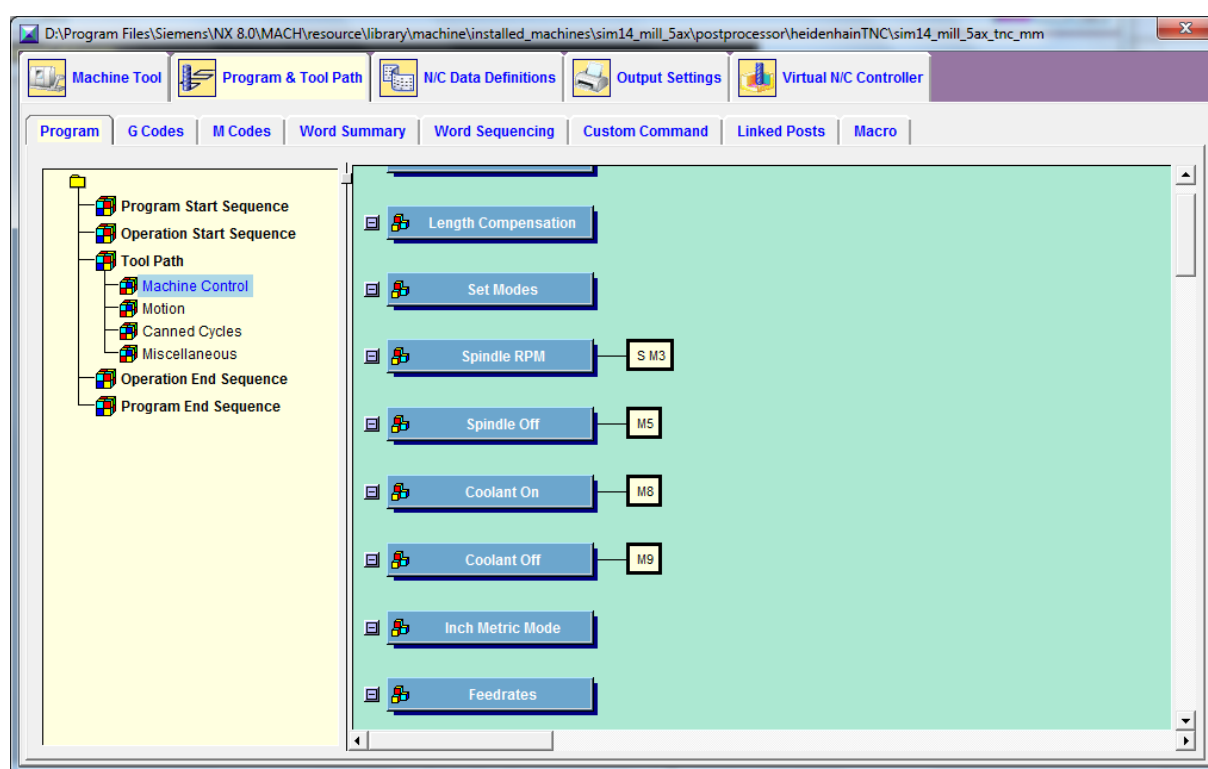 D:\Program Files\Siemens\NX 8.0\MACH\resource\library\machine\installed_machines\sim14_mill_5ax\postprocessor\heidenhainTNC\sim14_mill_5ax_tnc_mm
Machine Tool Program & Tool Path N/C Data Definitions Output Settings Virtual N/C Controller
Program G Codes M Codes Word Summary Word Sequencing Custom Command Linked Posts Macro
Program Start Sequence
Operation Start Sequence
Tool Path
Machine Control
Motion
Canned Cycles
Miscellaneous
Operation End Sequence
Program End Sequence
Length Compensation
Set Modes
Spindle RPM S M3
Spindle Off M5
Coolant On M8
Coolant Off M9
Inch Metric Mode
Feedrates